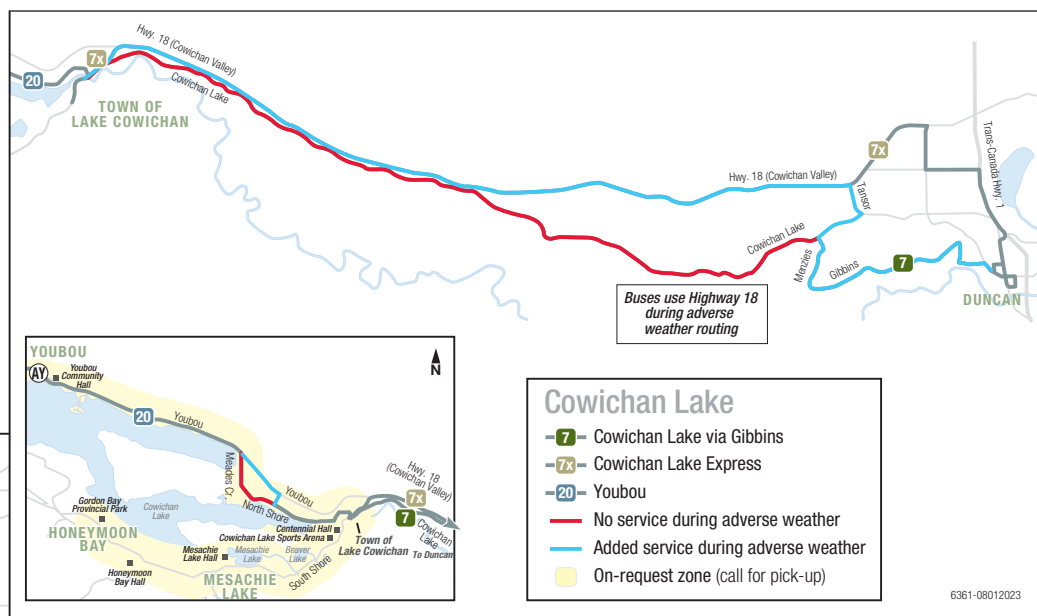 Hwy. 18 (Cowichan Valley)
7x
20
Cowichan Lake
TOWN OF
LAKE COWICHAN
7x
Trans-Canada Hwy. 1
Hwy. 18 (Cowichan Valley)
Tansor
Cowichan Lake
Menzies
Gibbins
7
DUNCAN
Buses use Highway 18
during adverse
weather routing
YOUBOU
AY
Youbou
Community
Hall
N
20
Youbou
Meades Cr.
Youbou
North Shore
Hwy. 18
(Cowichan Valley)
7x
7
Cowichan
Lake
To Duncan
Gordon Bay
Provincial Park
Cowichan
Lake
HONEYMOON
BAY
Centennial Hall
Cowichan Lake Sports Arena
Town of
Lake Cowichan
Mesachie
Lake Hall
Mesachie
Lake
Beaver
Lake
South Shore
Honeymoon
Bay Hall
MESACHIE
LAKE
Cowichan Lake
7 Cowichan Lake via Gibbins
7x Cowichan Lake Express
20 Youbou
No service during adverse weather
Added service during adverse weather
On-request zone (call for pick-up)
6361-08012023